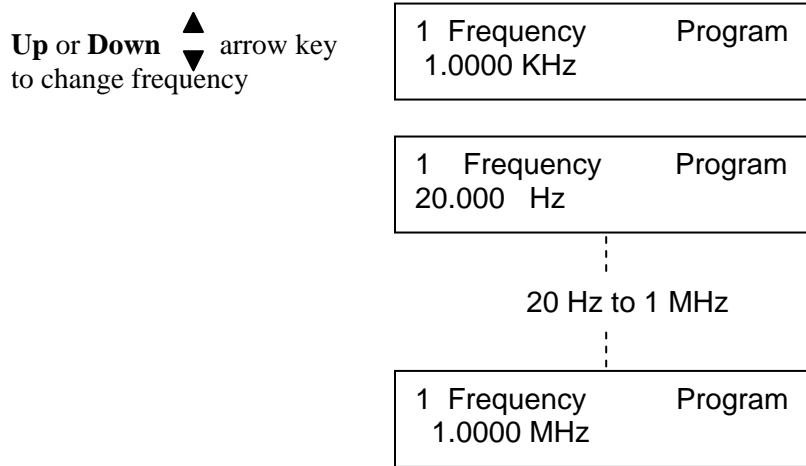 Up or Down ▲▼ arrow key
to change frequency
1 Frequency Program
1.0000 KHz
1 Frequency Program
20.000 Hz
20 Hz to 1 MHz
1 Frequency Program
1.0000 MHz